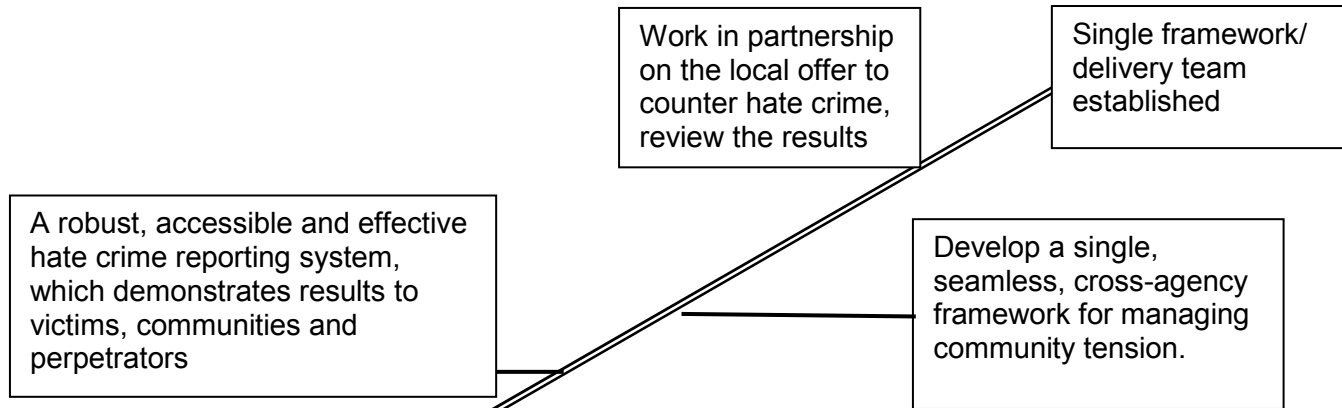 Work in partnership
on the local offer to
counter hate crime,
review the results
Single framework/
delivery team
established
A robust, accessible and effective
hate crime reporting system,
which demonstrates results to
victims, communities and
perpetrators
Develop a single,
seamless, cross-agency
framework for managing
community tension.